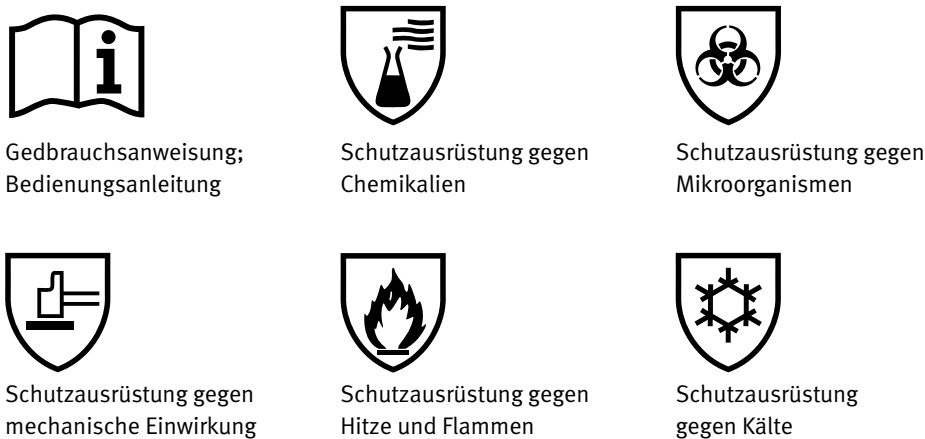 Gedbrauchsanweisung;
Bedienungsanleitung
Schutzausrüstung gegen
Chemikalien
Schutzausrüstung gegen
Mikroorganismen
Schutzausrüstung gegen
mechanische Einwirkung
Schutzausrüstung gegen
Hitze und Flammen
Schutzausrüstung
gegen Kälte